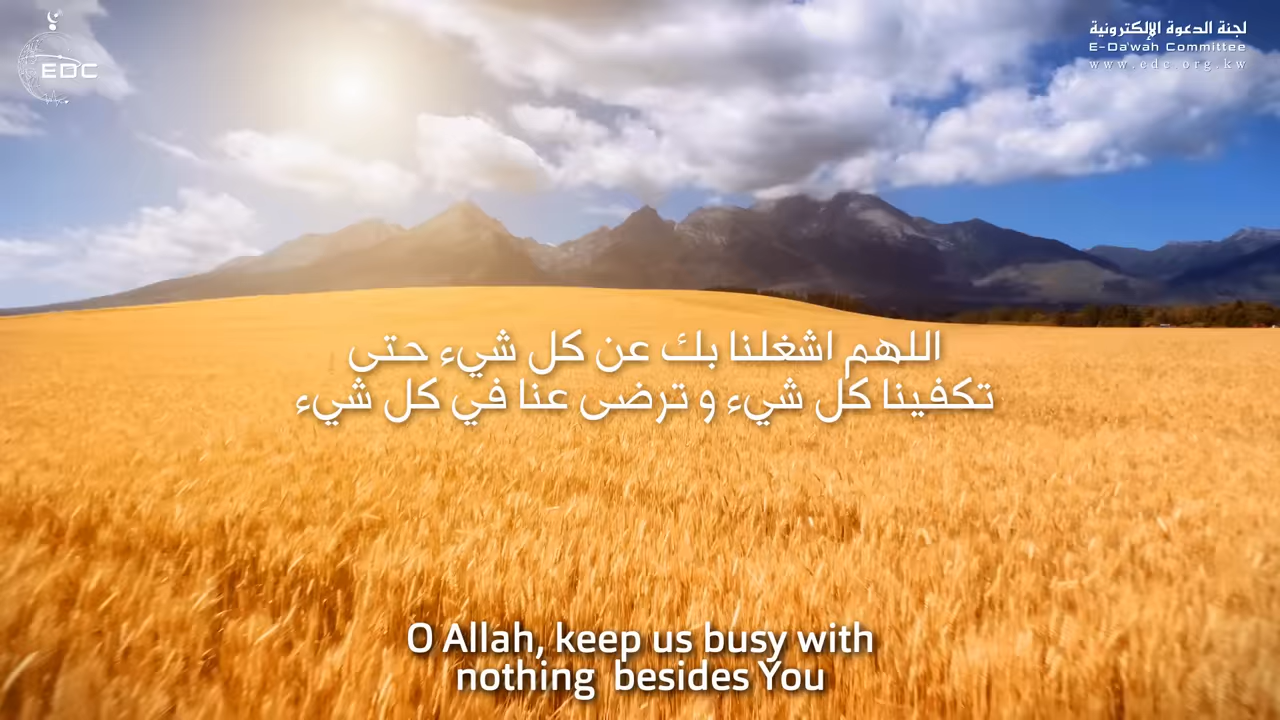 EDC
لجنة الدعوة الإلكترونية
E-Da'wah Committee
www.edc.org.kw
اللهم اشغلنا بك عن كل شيء حتى
تكفينا كل شيء و ترضى عنا في كل شيء
O Allah, keep us busy with
nothing  besides You